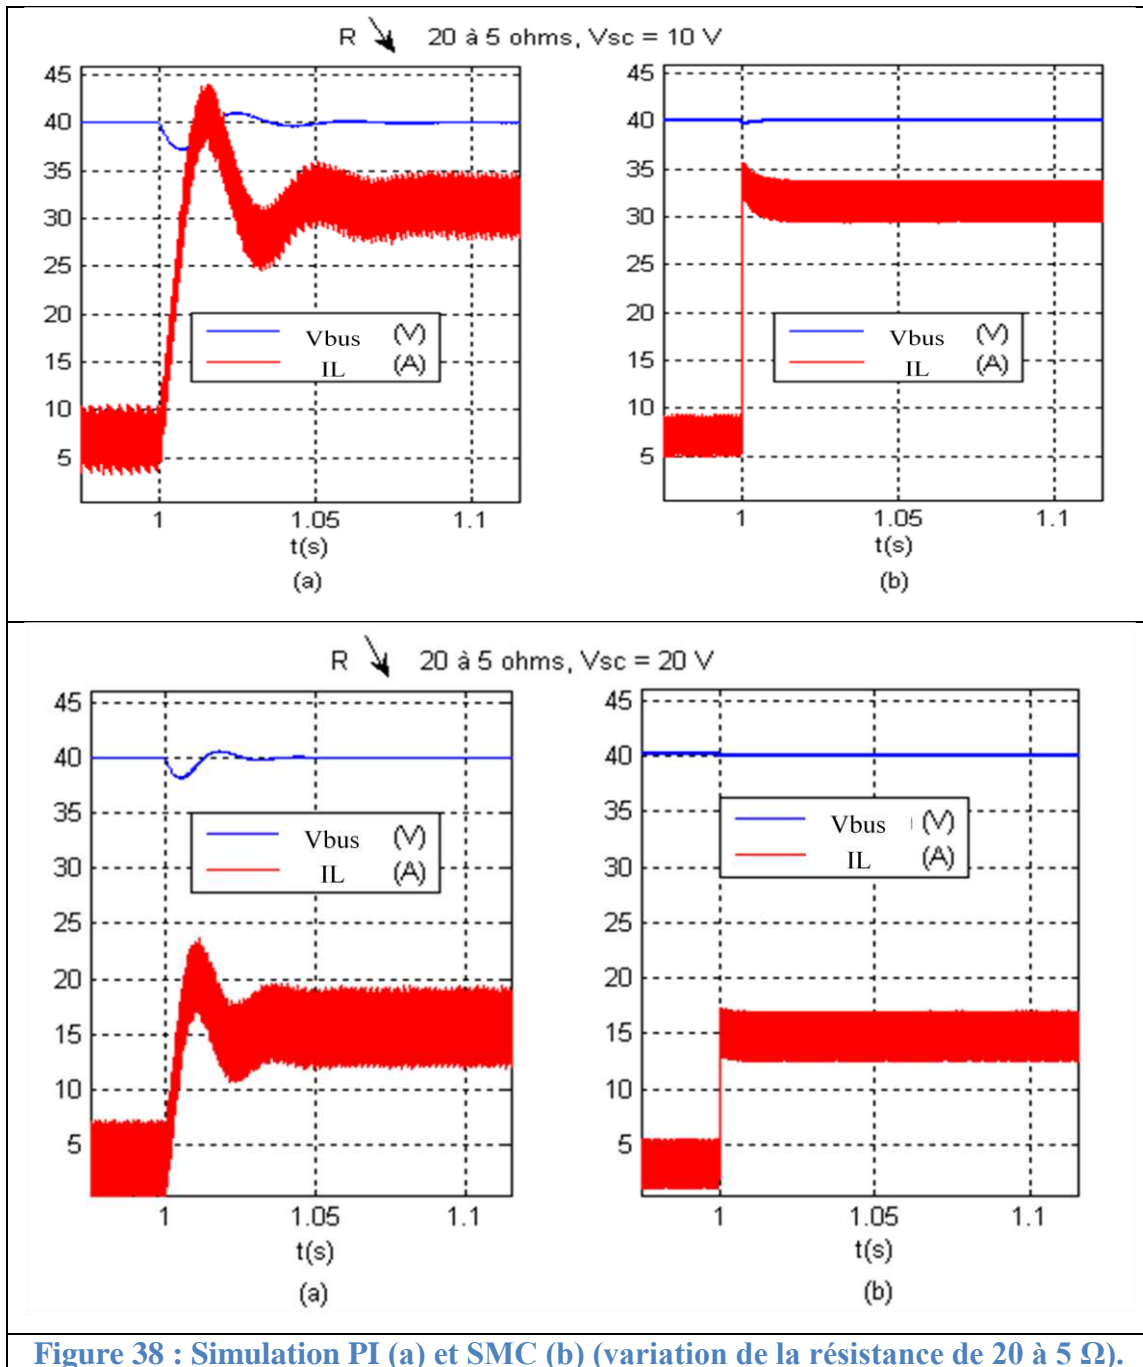 R 20 à 5 ohms, Vsc = 10 V
45
40
35
30
25
20
15
10
5
Vbus (V)
IL (A)
1 1.05 1.1
t(s)
(a)
45
40
35
30
25
20
15
10
5
Vbus (V)
IL (A)
1 1.05 1.1
t(s)
(b)
R 20 à 5 ohms, Vsc = 20 V
45
40
35
30
25
20
15
10
5
Vbus (V)
IL (A)
1 1.05 1.1
t(s)
(a)
45
40
35
30
25
20
15
10
5
Vbus (V)
IL (A)
1 1.05 1.1
t(s)
(b)
Figure 38 : Simulation PI (a) et SMC (b) (variation de la résistance de 20 à 5 Ω).